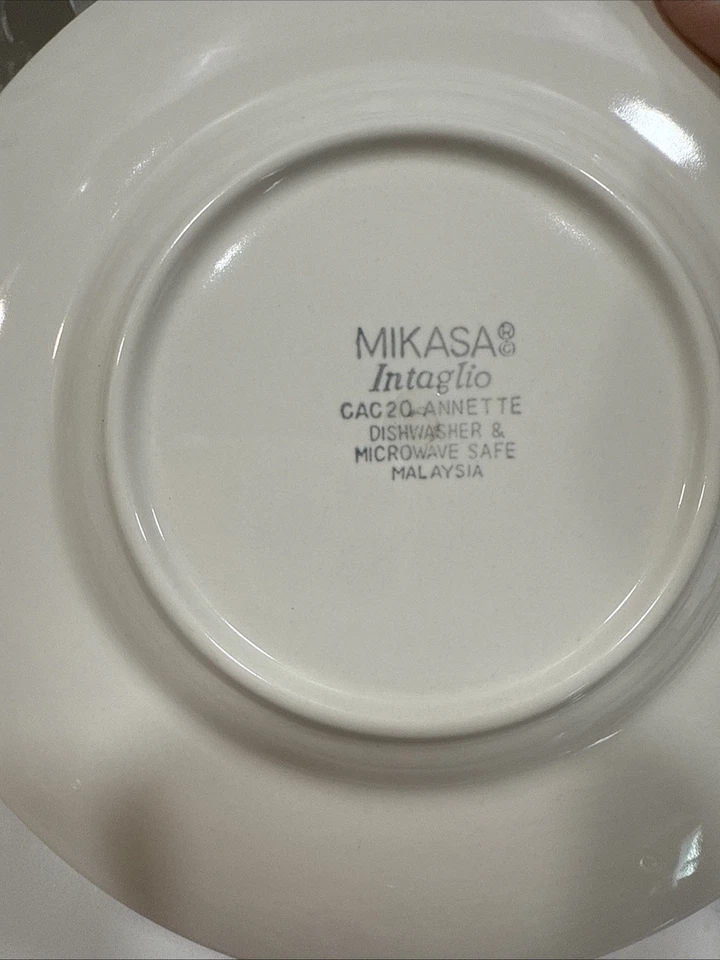 MIKASA®©
Intaglio
CAC20-ANNETTE
DISHWASHER &
MICROWAVE SAFE
MALAYSIA